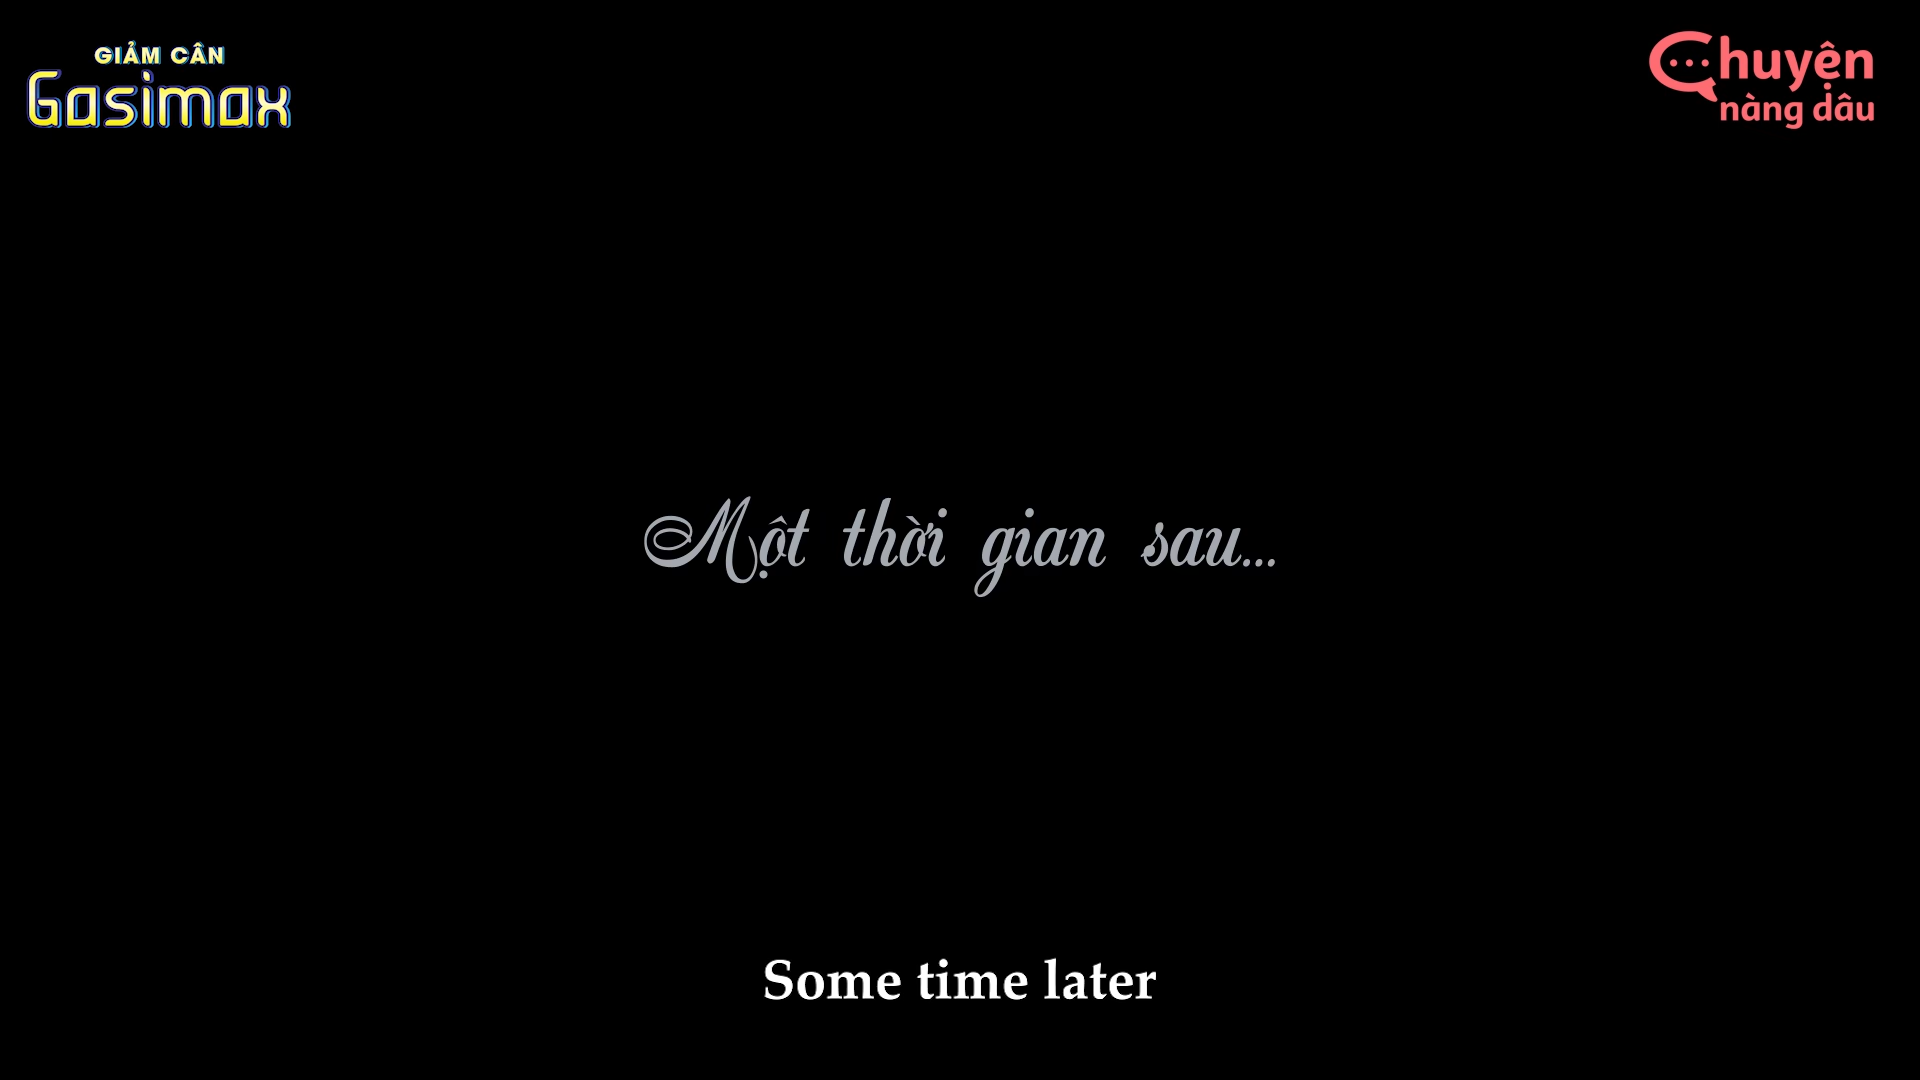 GIẢM CÂN
Gasimax
Chuyện
nàng dâu
Một thời gian sau...
Some time later